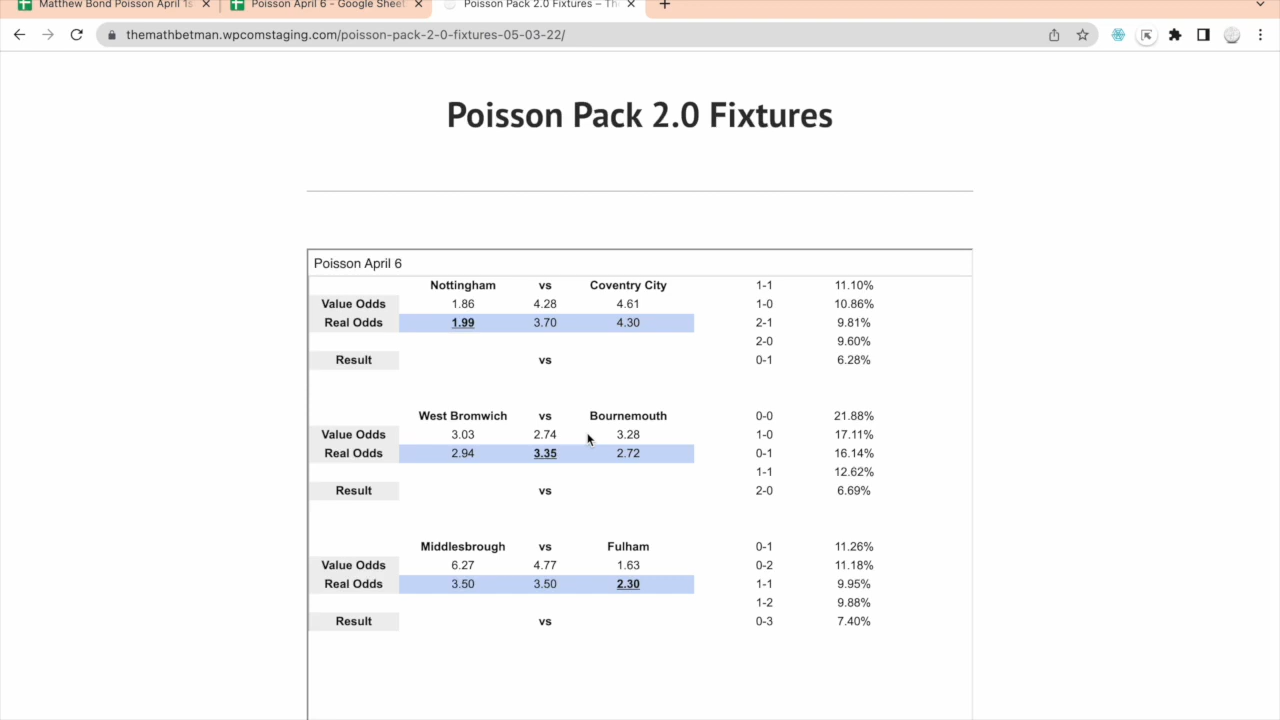 Matthew Bond Poisson April 1s
Poisson April 6 - Google Sheet
Poisson Pack 2.0 Fixtures – Th
themathbetman.wpcomstaging.com/poisson-pack-2-0-fixtures-05-03-22/
Poisson Pack 2.0 Fixtures
Poisson April 6
Nottingham vs Coventry City 1-1 11.10%
Value Odds 1.86 4.28 4.61 1-0 10.86%
Real Odds 1.99 3.70 4.30 2-1 9.81%
2-0 9.60%
Result vs 0-1 6.28%
West Bromwich vs Bournemouth 0-0 21.88%
Value Odds 3.03 2.74 3.28 1-0 17.11%
Real Odds 2.94 3.35 2.72 0-1 16.14%
1-1 12.62%
Result vs 2-0 6.69%
Middlesbrough vs Fulham 0-1 11.26%
Value Odds 6.27 4.77 1.63 0-2 11.18%
Real Odds 3.50 3.50 2.30 1-1 9.95%
1-2 9.88%
Result vs 0-3 7.40%